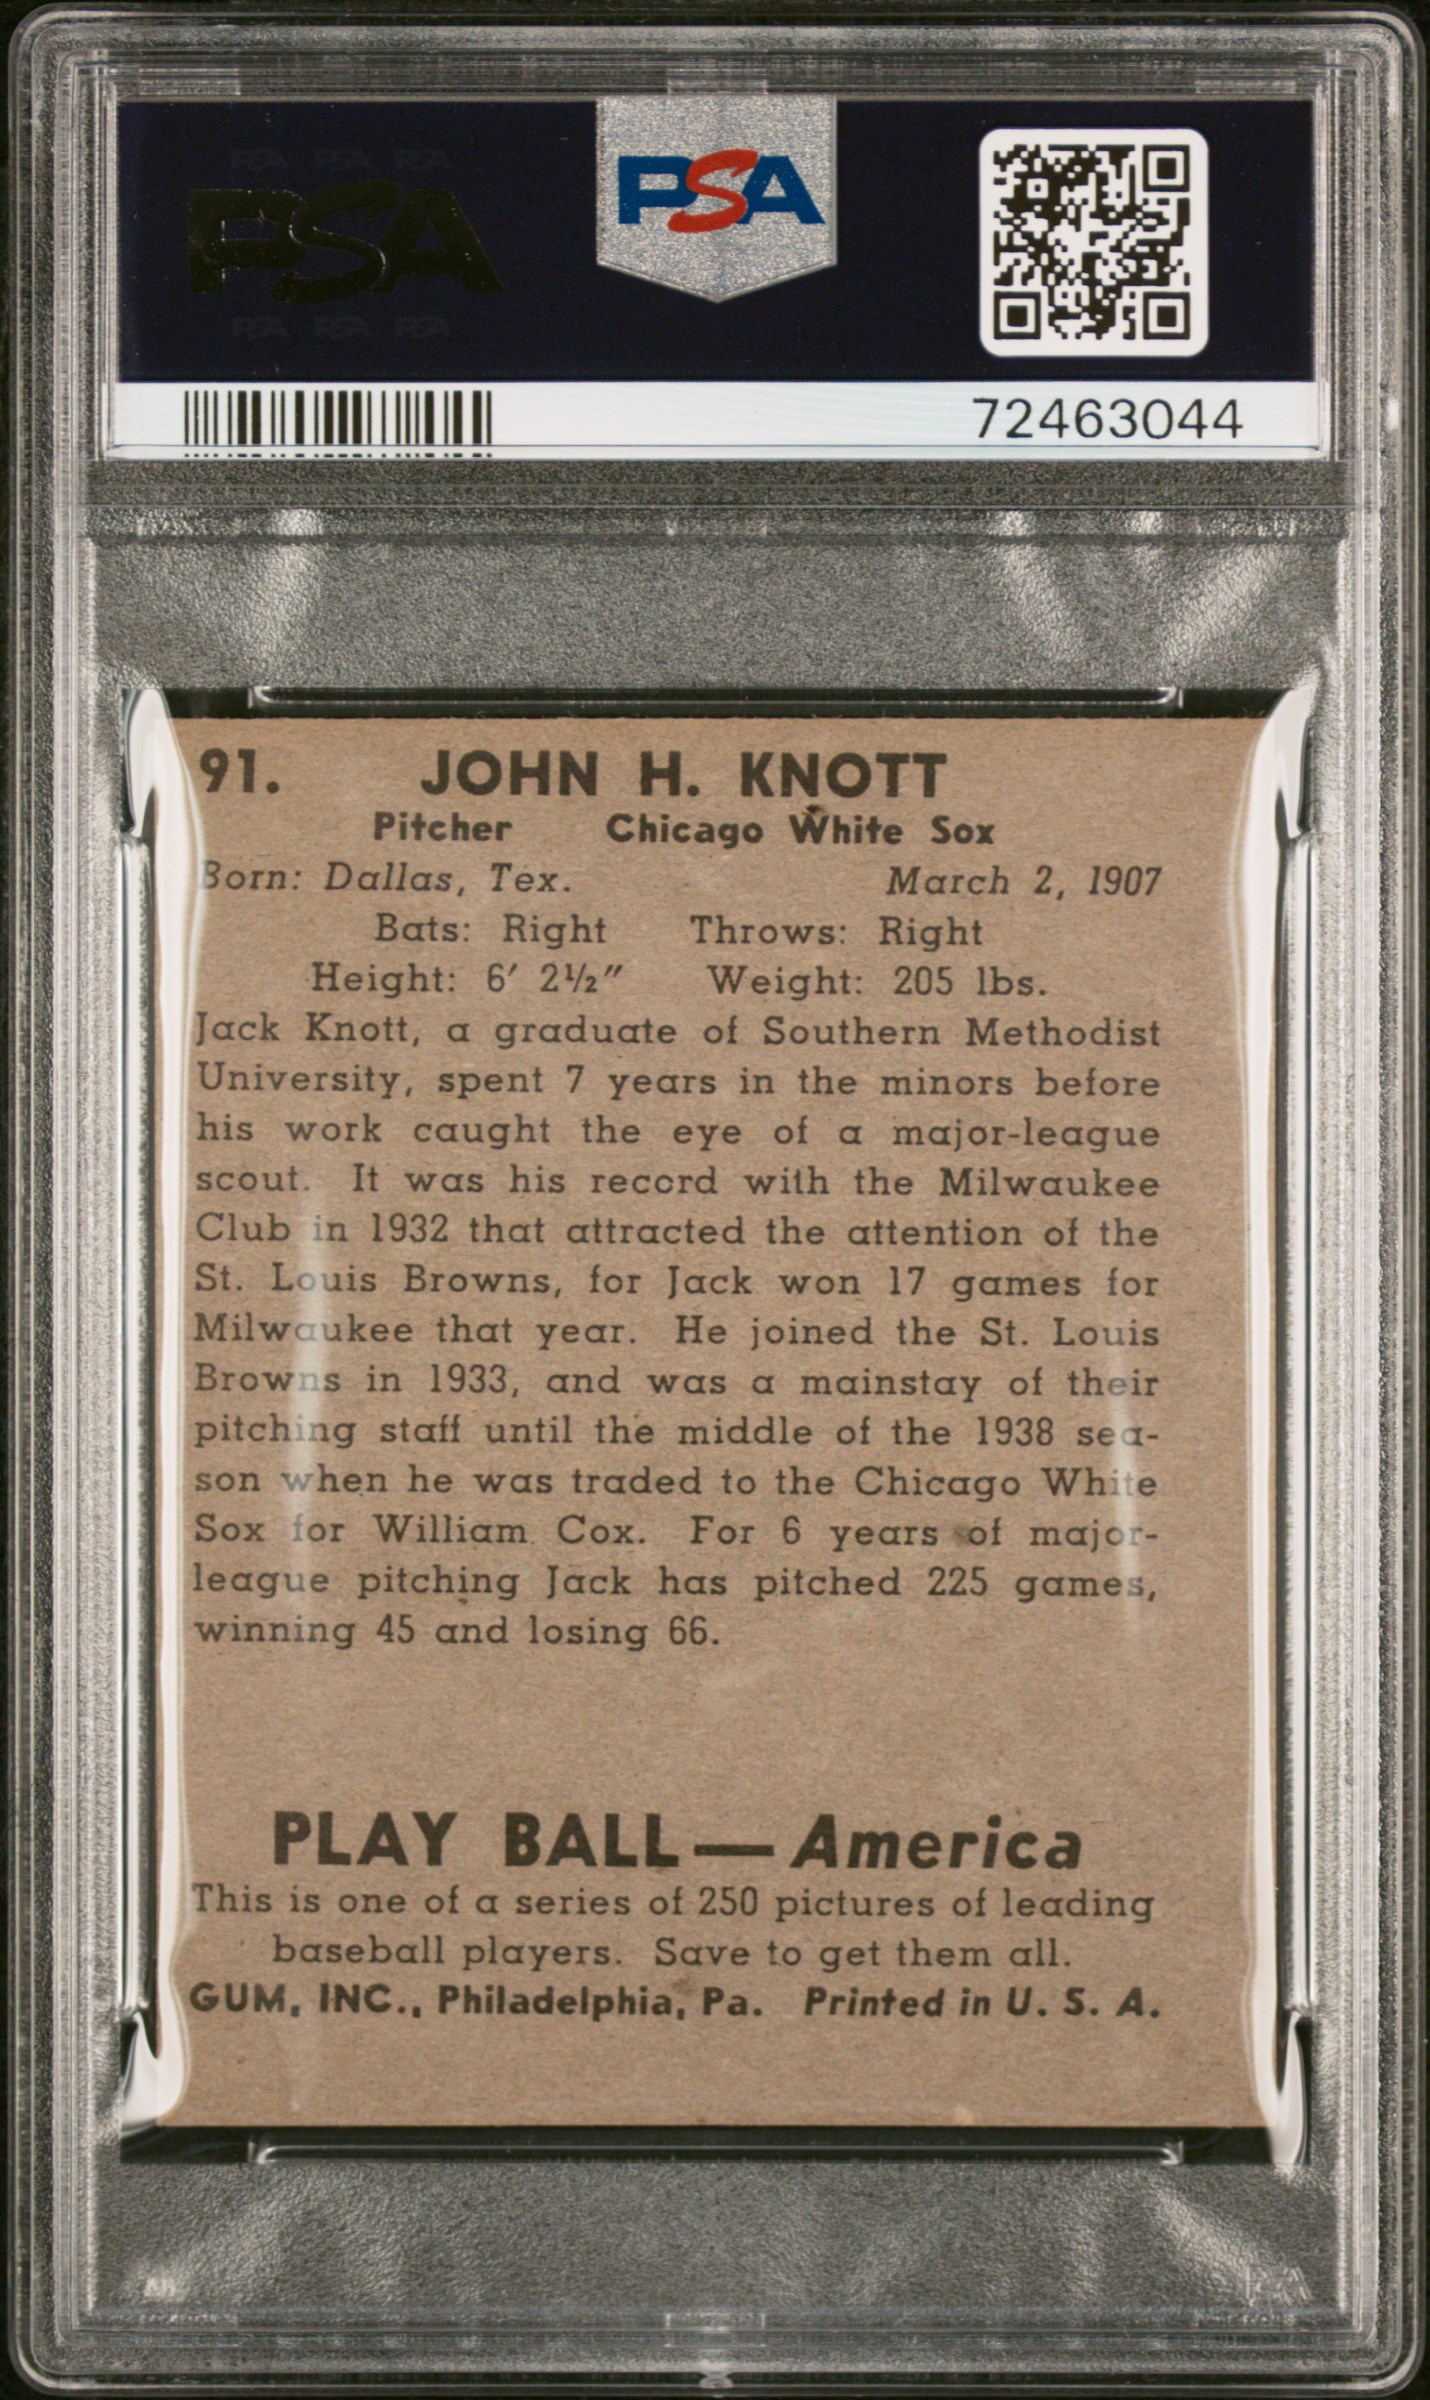 PSA
PSA
72463044
91. JOHN H. KNOTT
Pitcher Chicago White Sox
Born: Dallas, Tex. March 2, 1907
Bats: Right Throws: Right
Height: 6′ 2½″ Weight: 205 lbs.
Jack Knott, a graduate of Southern Methodist
University, spent 7 years in the minors before
his work caught the eye of a major-league
scout. It was his record with the Milwaukee
Club in 1932 that attracted the attention of the
St. Louis Browns, for Jack won 17 games for
Milwaukee that year. He joined the St. Louis
Browns in 1933, and was a mainstay of their
pitching staff until the middle of the 1938 sea-
son when he was traded to the Chicago White
Sox for William Cox. For 6 years of major-
league pitching Jack has pitched 225 games,
winning 45 and losing 66.
PLAY BALL—America
This is one of a series of 250 pictures of leading
baseball players. Save to get them all.
GUM, INC., Philadelphia, Pa. Printed in U. S. A.